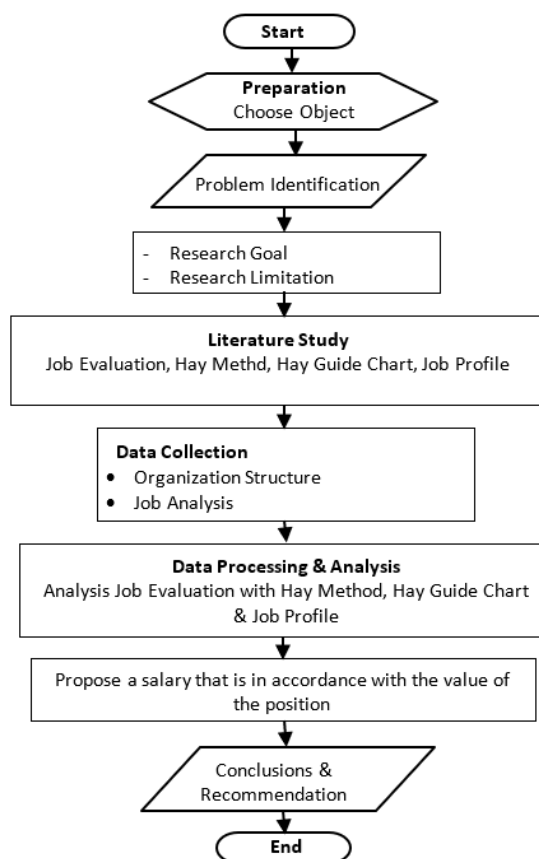 Start
Preparation
Choose Object
Problem Identification
- Research Goal
- Research Limitation
Literature Study
Job Evaluation, Hay Methd, Hay Guide Chart, Job Profile
Data Collection
• Organization Structure
• Job Analysis
Data Processing & Analysis
Analysis Job Evaluation with Hay Method, Hay Guide Chart
& Job Profile
Propose a salary that is in accordance with the value of
the position
Conclusions &
Recommendation
End